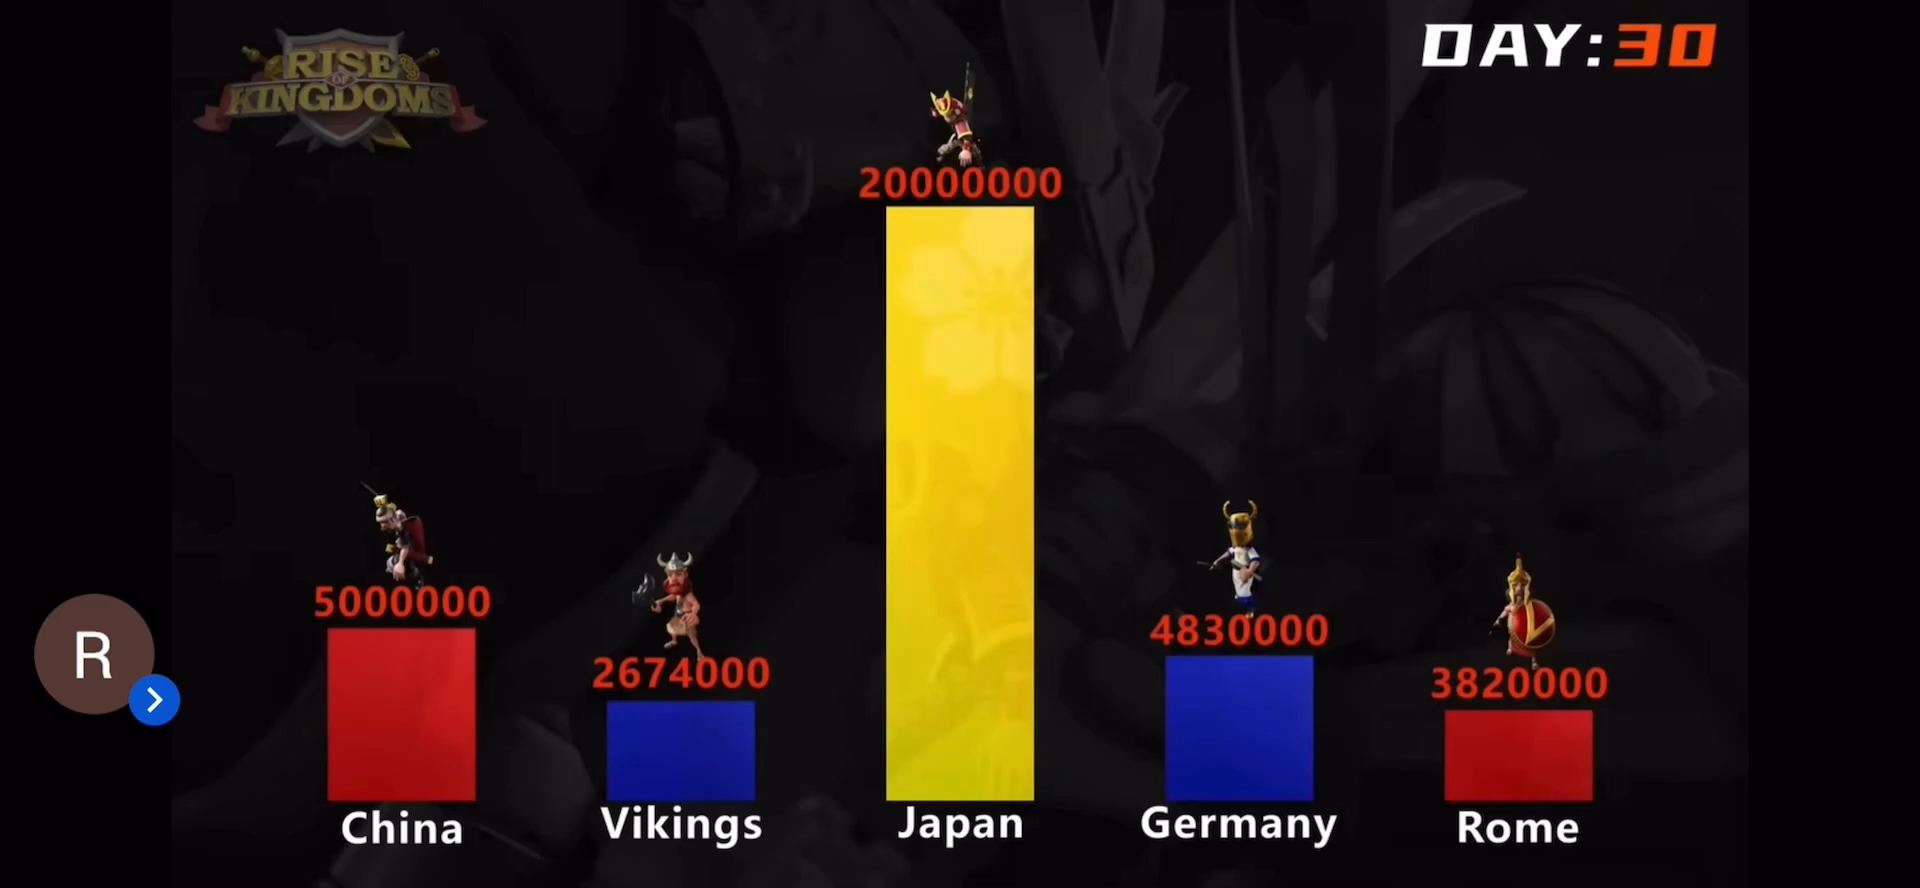 RISE
OF
KINGDOMS
DAY:30
20000000
5000000
2674000
4830000
3820000
R
China
Vikings
Japan
Germany
Rome